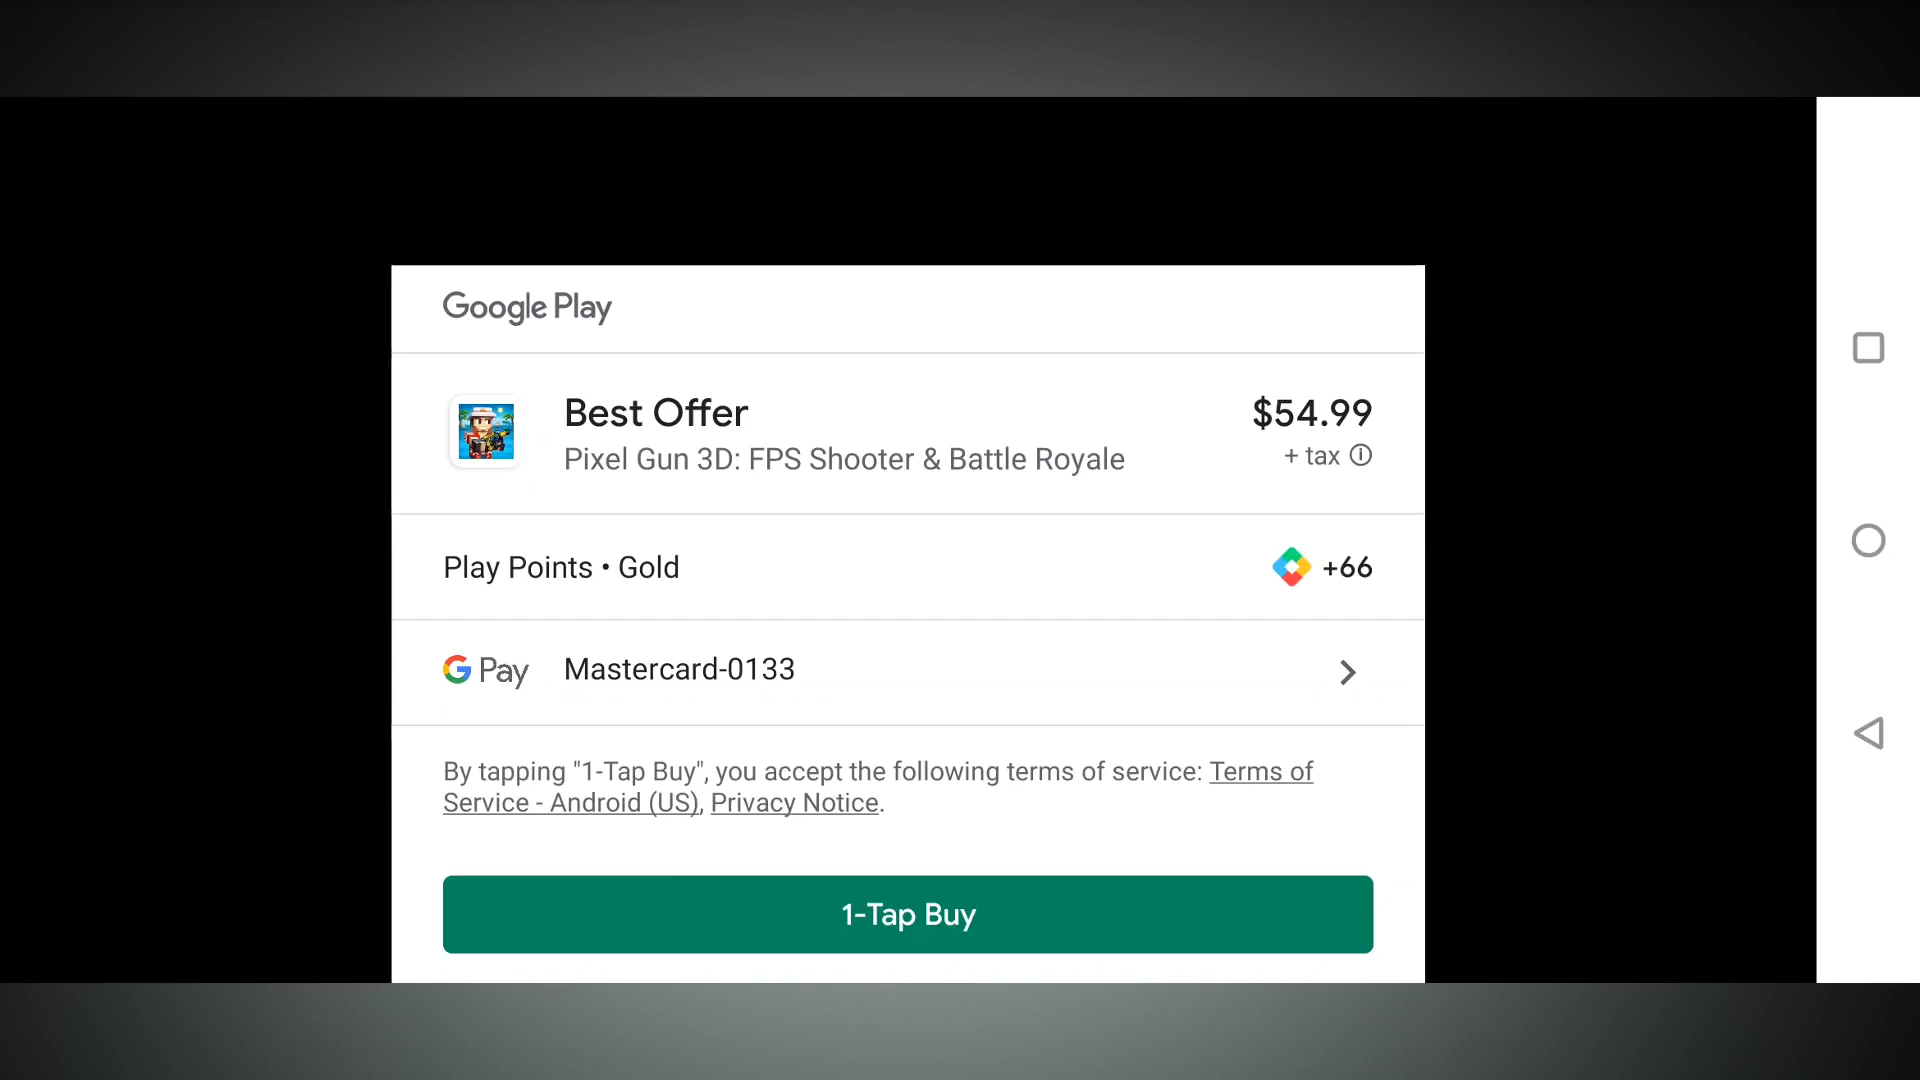 Google Play
Best Offer
$54.99
Pixel Gun 3D: FPS Shooter & Battle Royale
+ tax
Play Points • Gold
+66
G Pay
Mastercard-0133
By tapping "1-Tap Buy", you accept the following terms of service: Terms of
Service - Android (US), Privacy Notice.
1-Tap Buy